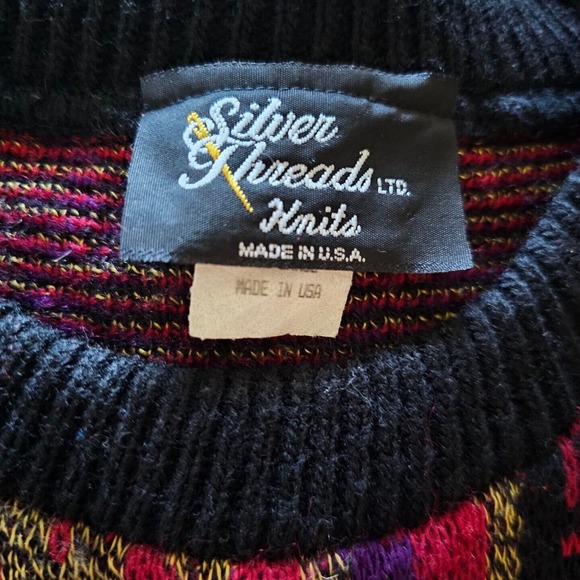 Silver
Threads LTD.
Knits
MADE IN U.S.A.
MADE IN USA